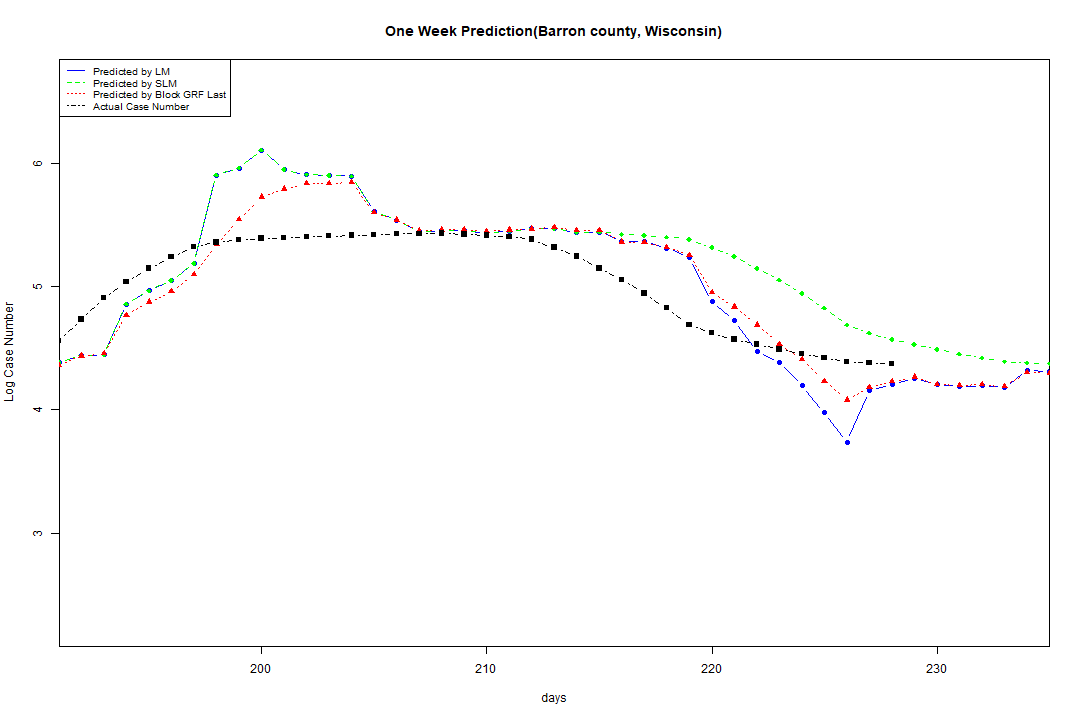 One Week Prediction(Barron county, Wisconsin)
Predicted by LM
Predicted by SLM
Predicted by Block GRF Last
Actual Case Number
6
5
4
3
Log Case Number
200 210 220 230
days